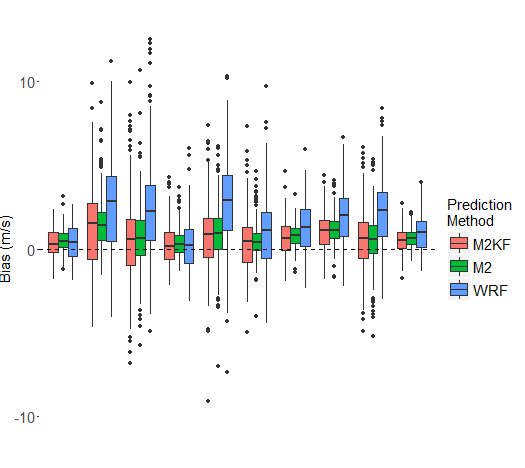 10
0
-10
Bias (m/s)
Prediction
Method
M2KF
M2
WRF